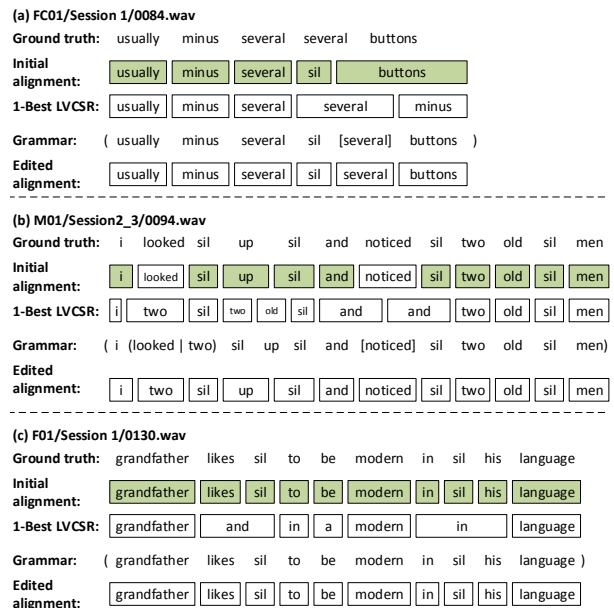 (a) FC01/Session 1/0084.wav
Ground truth: usually minus several several buttons
Initial alignment: usually minus several sil buttons
1-Best LVCSR: usually minus several several minus
Grammar: ( usually minus several sil [several] buttons )
Edited alignment: usually minus several sil several buttons
(b) M01/Session2_3/0094.wav
Ground truth: i looked sil up sil and noticed sil two old sil men
Initial alignment: i looked sil up sil and noticed sil two old sil men
1-Best LVCSR: i two sil two old sil and and two old sil men
Grammar: ( i (looked | two) sil up sil and [noticed] sil two old sil men)
Edited alignment: i two sil up sil and noticed sil two old sil men
(c) F01/Session 1/0130.wav
Ground truth: grandfather likes sil to be modern in sil his language
Initial alignment: grandfather likes sil to be modern in sil his language
1-Best LVCSR: grandfather and in a modern in language
Grammar: ( grandfather likes sil to be modern in sil his language )
Edited alignment: grandfather likes sil to be modern in sil his language